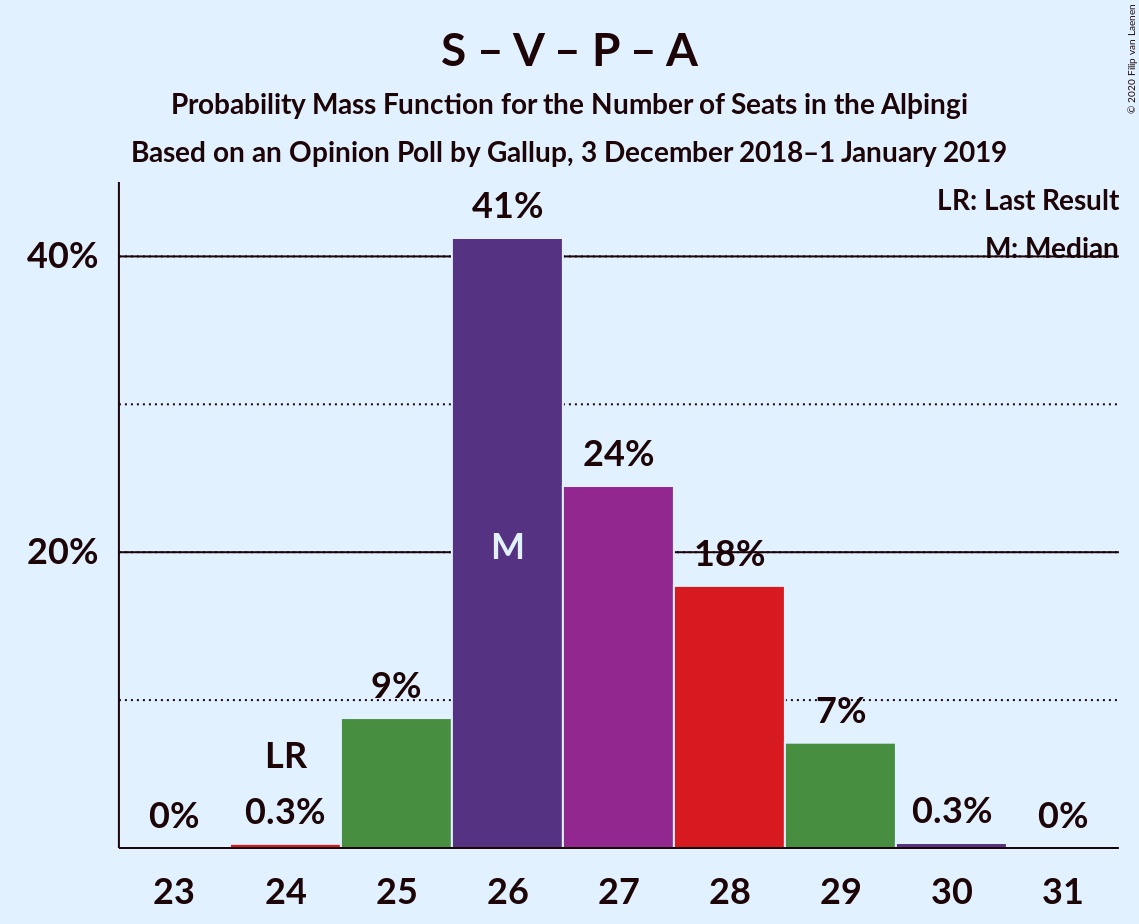 S – V – P – A
Probability Mass Function for the Number of Seats in the Alþingi
Based on an Opinion Poll by Gallup, 3 December 2018–1 January 2019
© 2020 Filip van Laenen
LR: Last Result
M: Median
40%
20%
0%
LR
0.3%
9%
41%
M
24%
18%
7%
0.3%
0%
23 24 25 26 27 28 29 30 31